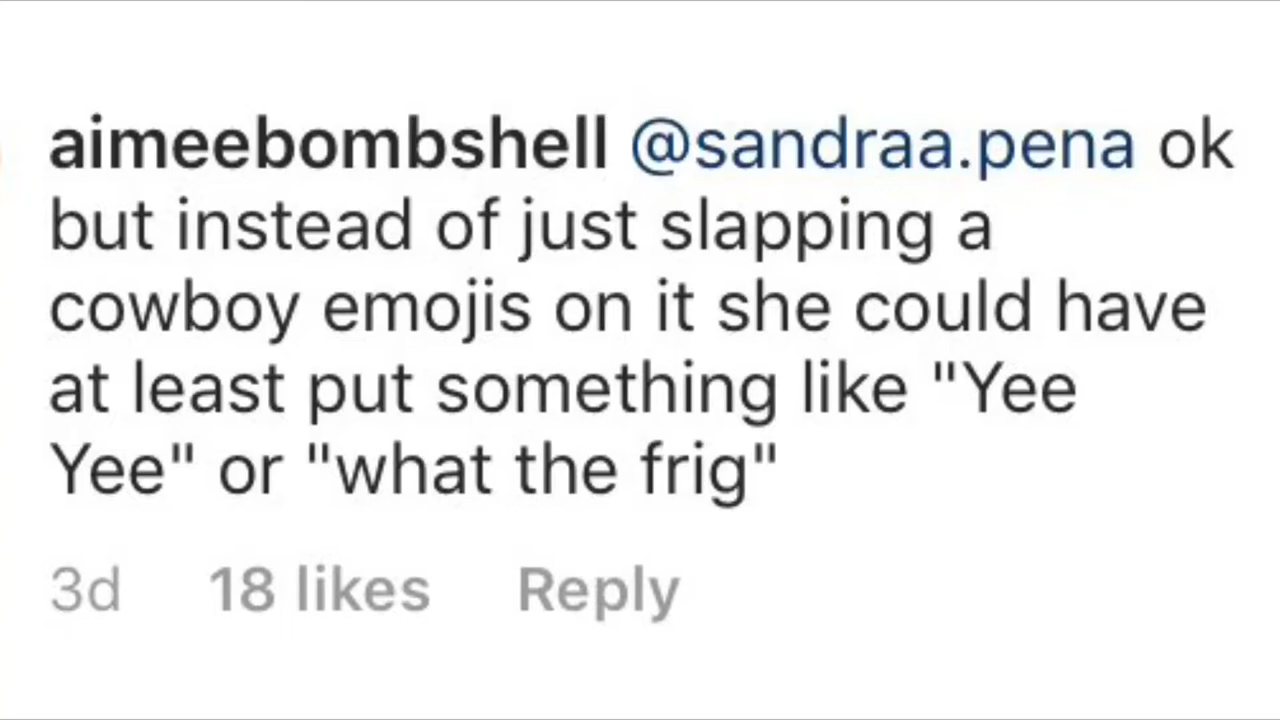 aimeebombshell @sandraa.pena ok
but instead of just slapping a
cowboy emojis on it she could have
at least put something like "Yee
Yee" or "what the frig"
3d 18 likes Reply